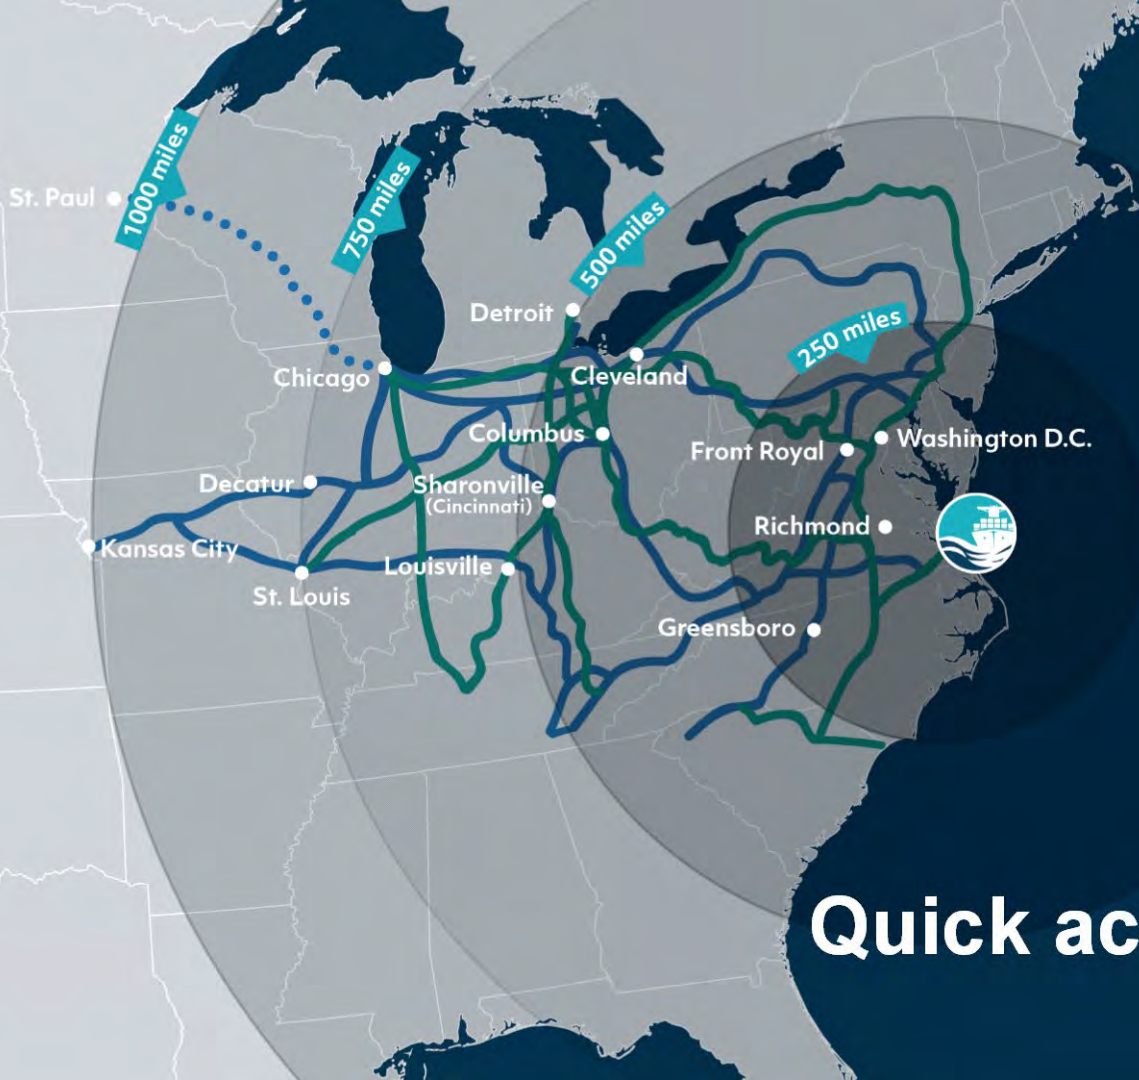 1000 miles
750 miles
500 miles
250 miles
St. Paul
Detroit
Chicago
Cleveland
Columbus
Washington D.C.
Front Royal
Decatur
Sharonville
(Cincinnati)
Richmond
Kansas City
Louisville
St. Louis
Greensboro
Quick ac